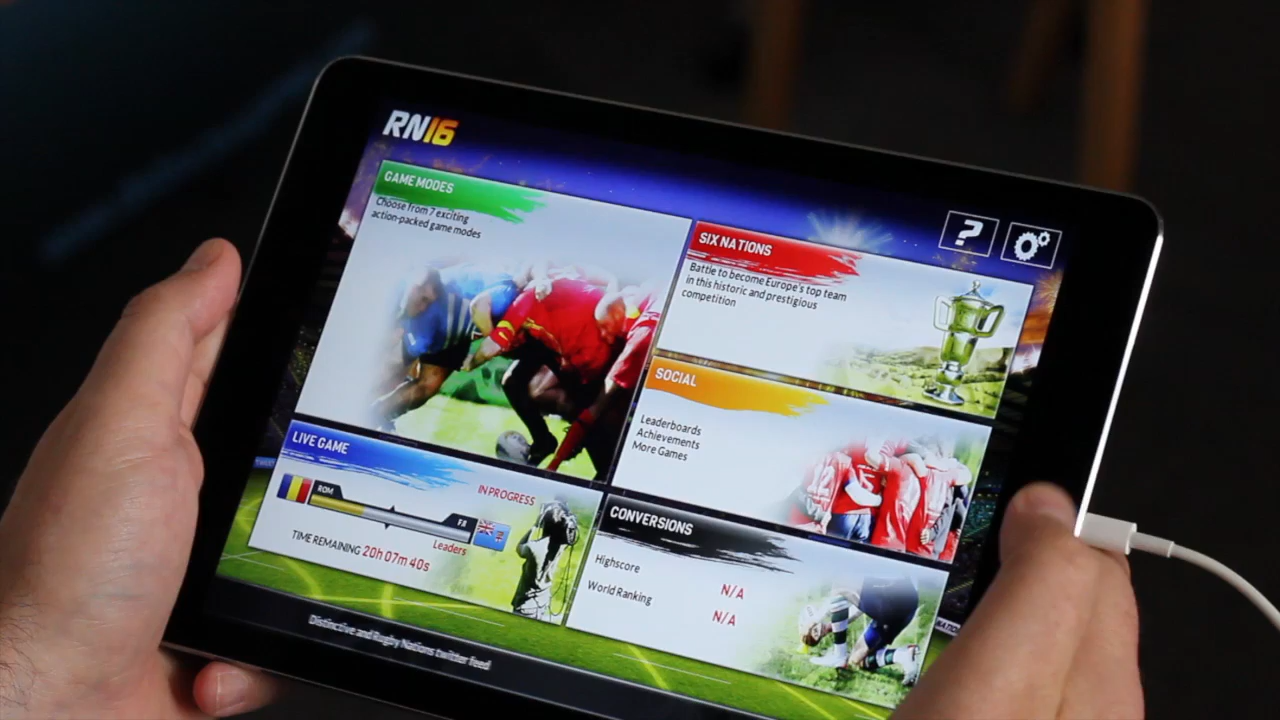 RN16
GAME MODES
Choose from 7 exciting
action-packed game modes
?
SIX NATIONS
Battle to become Europe's top team
in this historic and prestigious
competition
SOCIAL
Leaderboards
Achievements
More Games
LIVE GAME
IN PROGRESS
ROM
FIJI
Leaders
TIME REMAINING 20h 07m 40s
CONVERSIONS
Highscore
N/A
World Ranking
N/A
Distinctive and Rugby Nations twitter feed